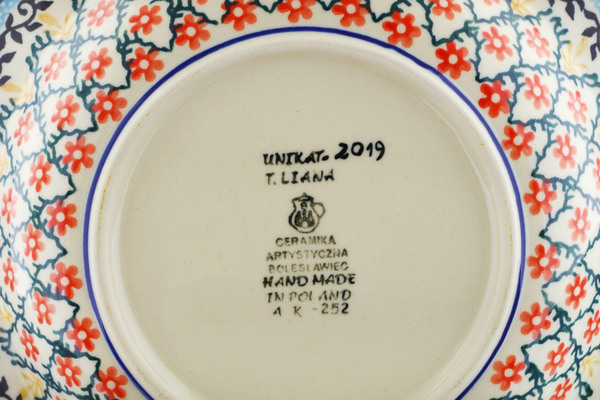 UNIKAT- 2019
T. LIANA
CERAMIKA
ARTYSTYCZNA
BOLESŁAWIEC
HAND MADE
IN POLAND
A K -252